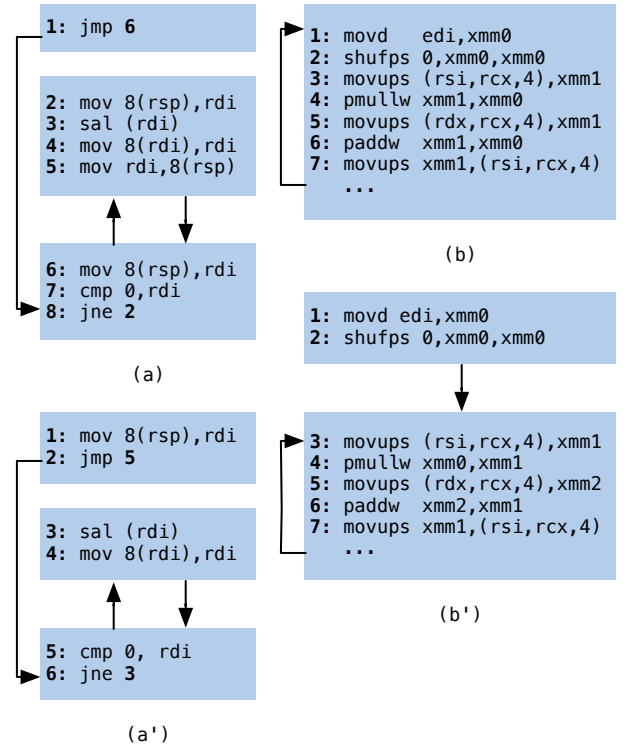 1: jmp 6
2: mov 8(rsp),rdi
3: sal (rdi)
4: mov 8(rdi),rdi
5: mov rdi,8(rsp)
6: mov 8(rsp),rdi
7: cmp 0,rdi
8: jne 2
(a)
1: mov 8(rsp),rdi
2: jmp 5
3: sal (rdi)
4: mov 8(rdi),rdi
5: cmp 0, rdi
6: jne 3
(a')
1: movd edi,xmm0
2: shufps 0,xmm0,xmm0
3: movups (rsi,rcx,4),xmm1
4: pmullw xmm1,xmm0
5: movups (rdx,rcx,4),xmm1
6: paddw xmm1,xmm0
7: movups xmm1,(rsi,rcx,4)
...
(b)
1: movd edi,xmm0
2: shufps 0,xmm0,xmm0
3: movups (rsi,rcx,4),xmm1
4: pmullw xmm0,xmm1
5: movups (rdx,rcx,4),xmm2
6: paddw xmm2,xmm1
7: movups xmm1,(rsi,rcx,4)
...
(b')